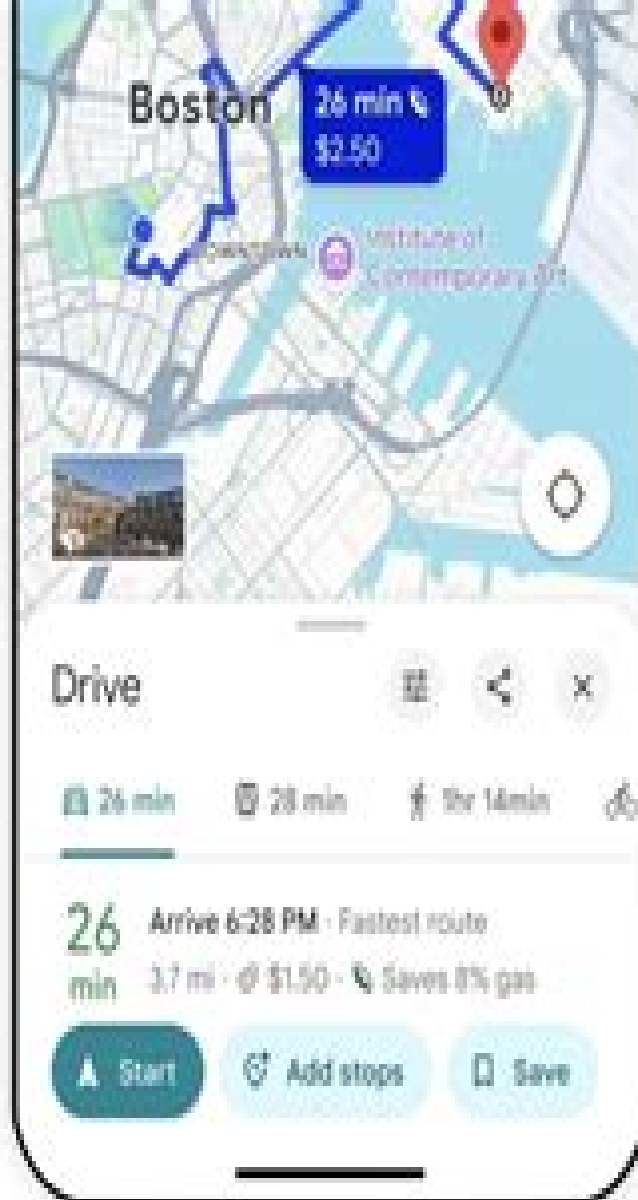 Boston
26 min
$2.50
DOWNTOWN
Institute of
Contemporary Art
Drive
26 min
28 min
1hr 14min
26
min
Arrive 6:28 PM · Fastest route
3.7 mi · $1.50 · Saves 8% gas
Start
Add stops
Save